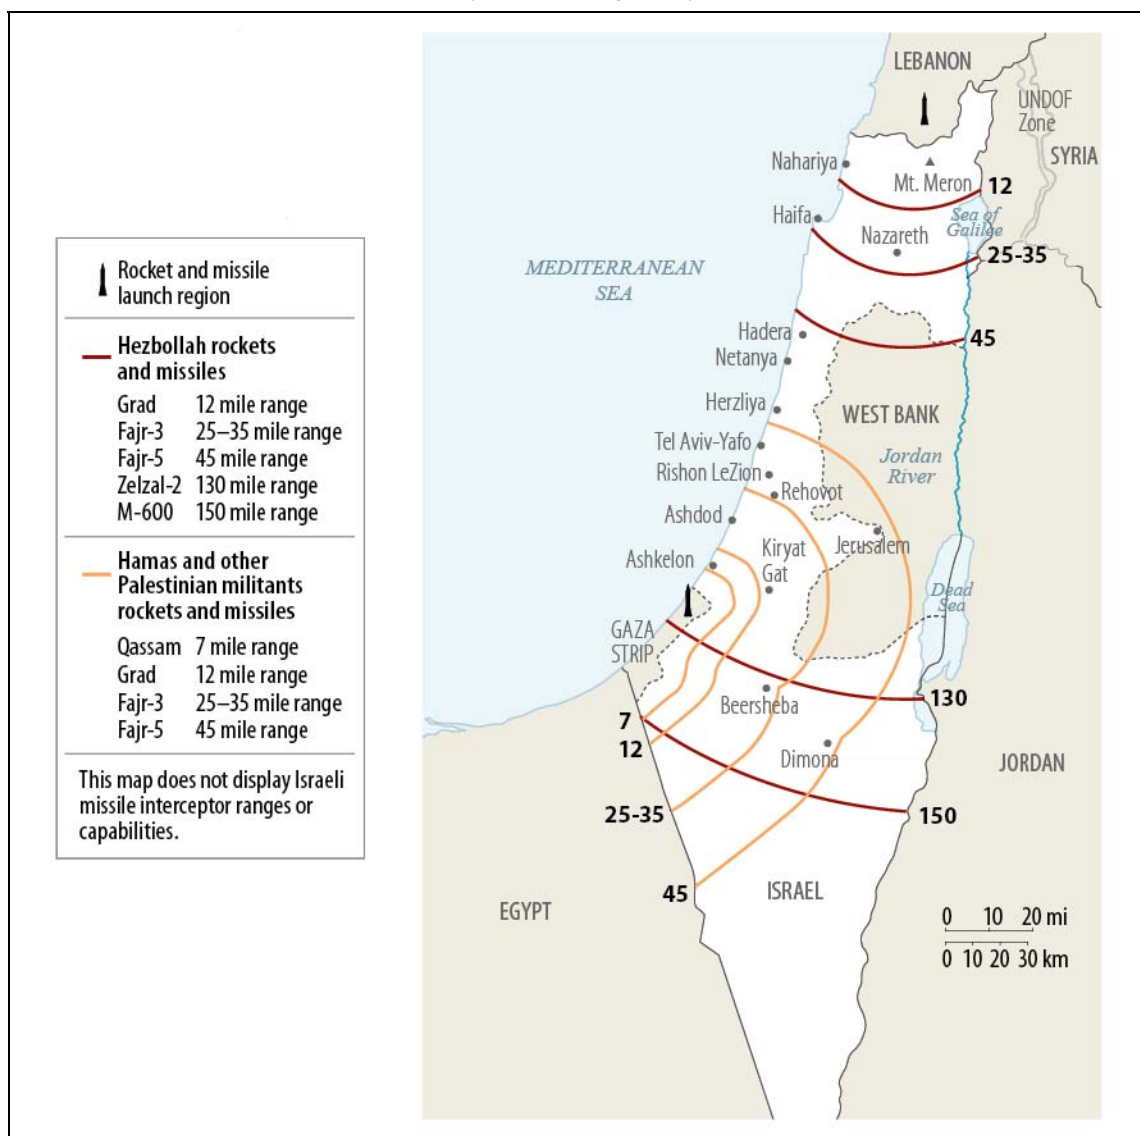 Rocket and missile
launch region
Hezbollah rockets
and missiles
Grad 12 mile range
Fajr-3 25–35 mile range
Fajr-5 45 mile range
Zelzal-2 130 mile range
M-600 150 mile range
Hamas and other
Palestinian militants
rockets and missiles
Qassam 7 mile range
Grad 12 mile range
Fajr-3 25–35 mile range
Fajr-5 45 mile range
This map does not display Israeli
missile interceptor ranges or
capabilities.
LEBANON
UNDOF
Zone
SYRIA
Nahariya
Mt. Meron
12
Haifa
Sea of
Galilee
Nazareth
25-35
MEDITERRANEAN
SEA
Hadera
45
Netanya
Herzliya
WEST BANK
Tel Aviv-Yafo
Jordan
River
Rishon LeZion
Rehovot
Ashdod
Jerusalem
Kiryat
Gat
Ashkelon
Dead
Sea
GAZA
STRIP
130
Beersheba
7
12
Dimona
JORDAN
25-35
150
45
ISRAEL
EGYPT
0 10 20 mi
0 10 20 30 km